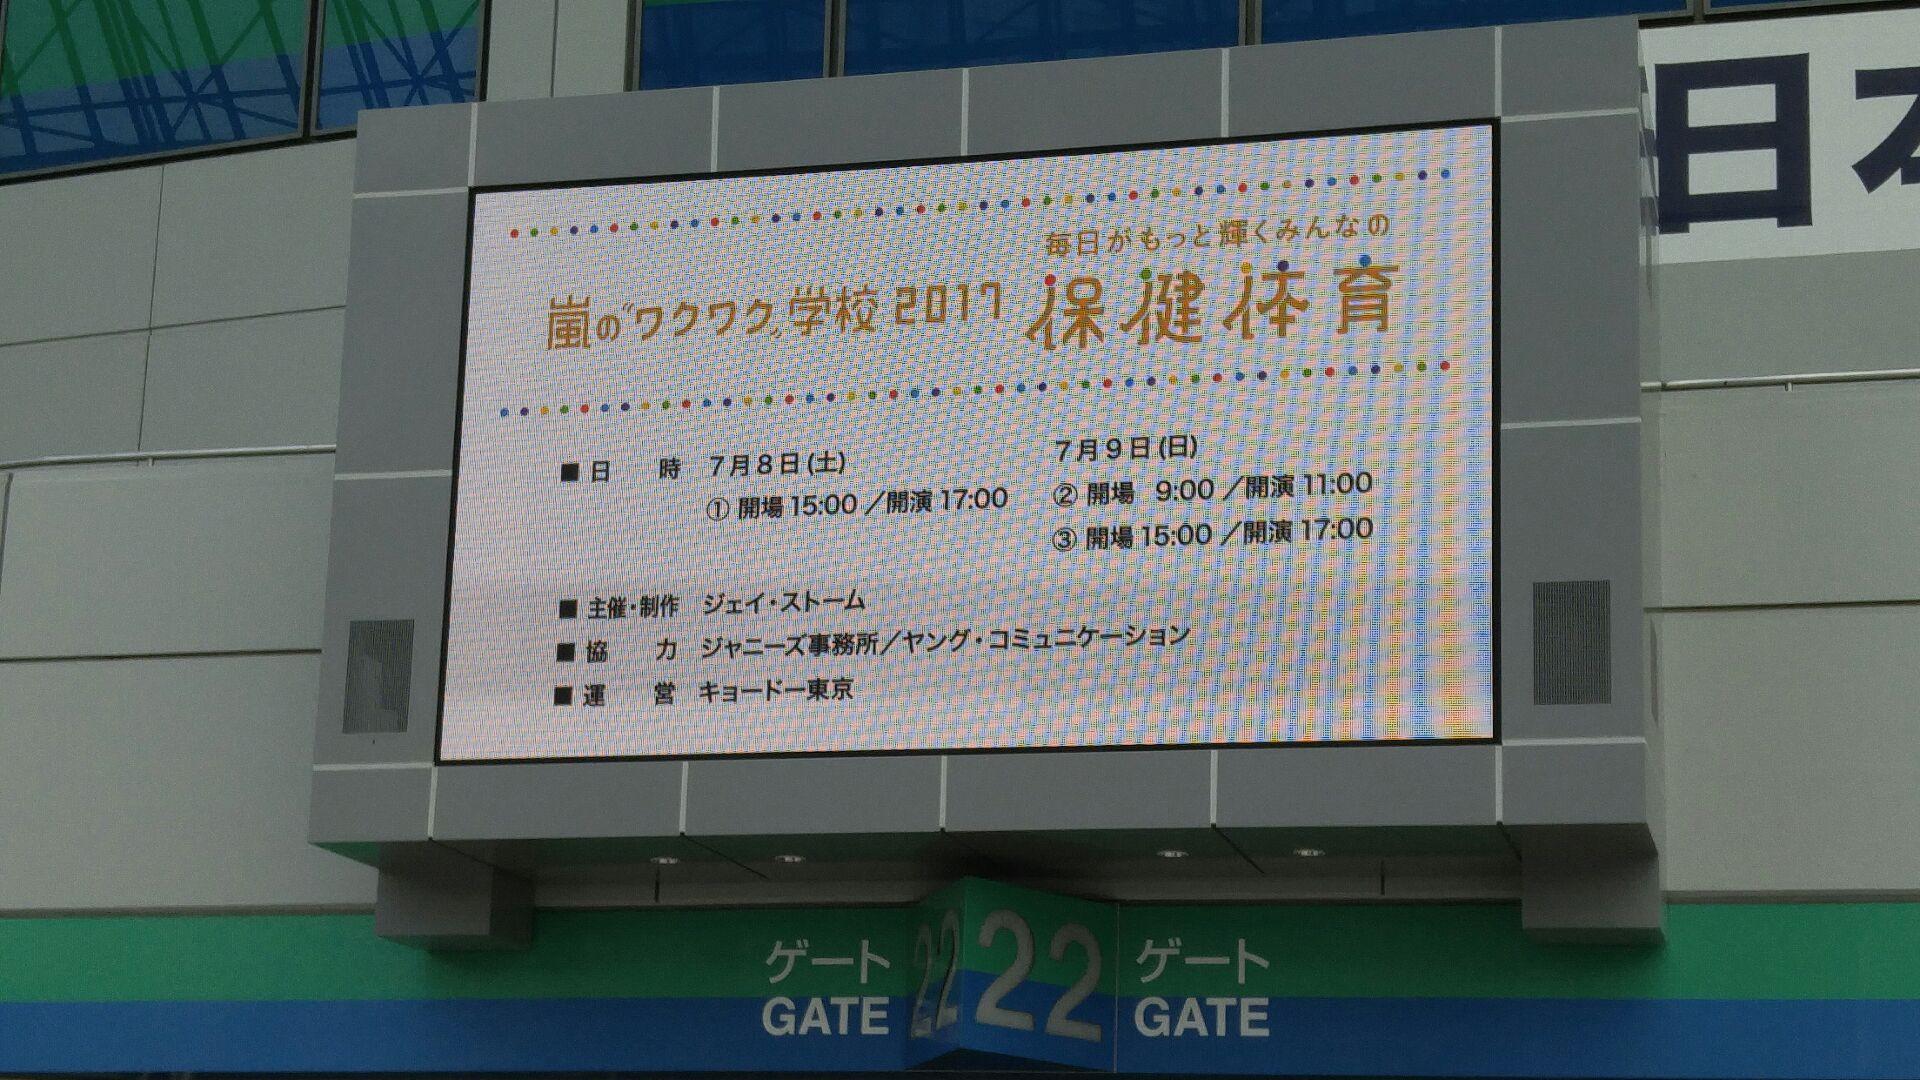 毎日がもっと輝くみんなの
嵐の"ワクワク"学校2017 保健体育
■ 日 時 7月8日(土) 7月9日(日)
① 開場 15:00 ／開演 17:00 ② 開場 9:00 ／開演 11:00
③ 開場 15:00 ／開演 17:00
■ 主催・制作 ジェイ・ストーム
■ 協 力 ジャニーズ事務所／ヤング・コミュニケーション
■ 運 営 キョードー東京
日本
ゲート 22 22 ゲート
GATE GATE